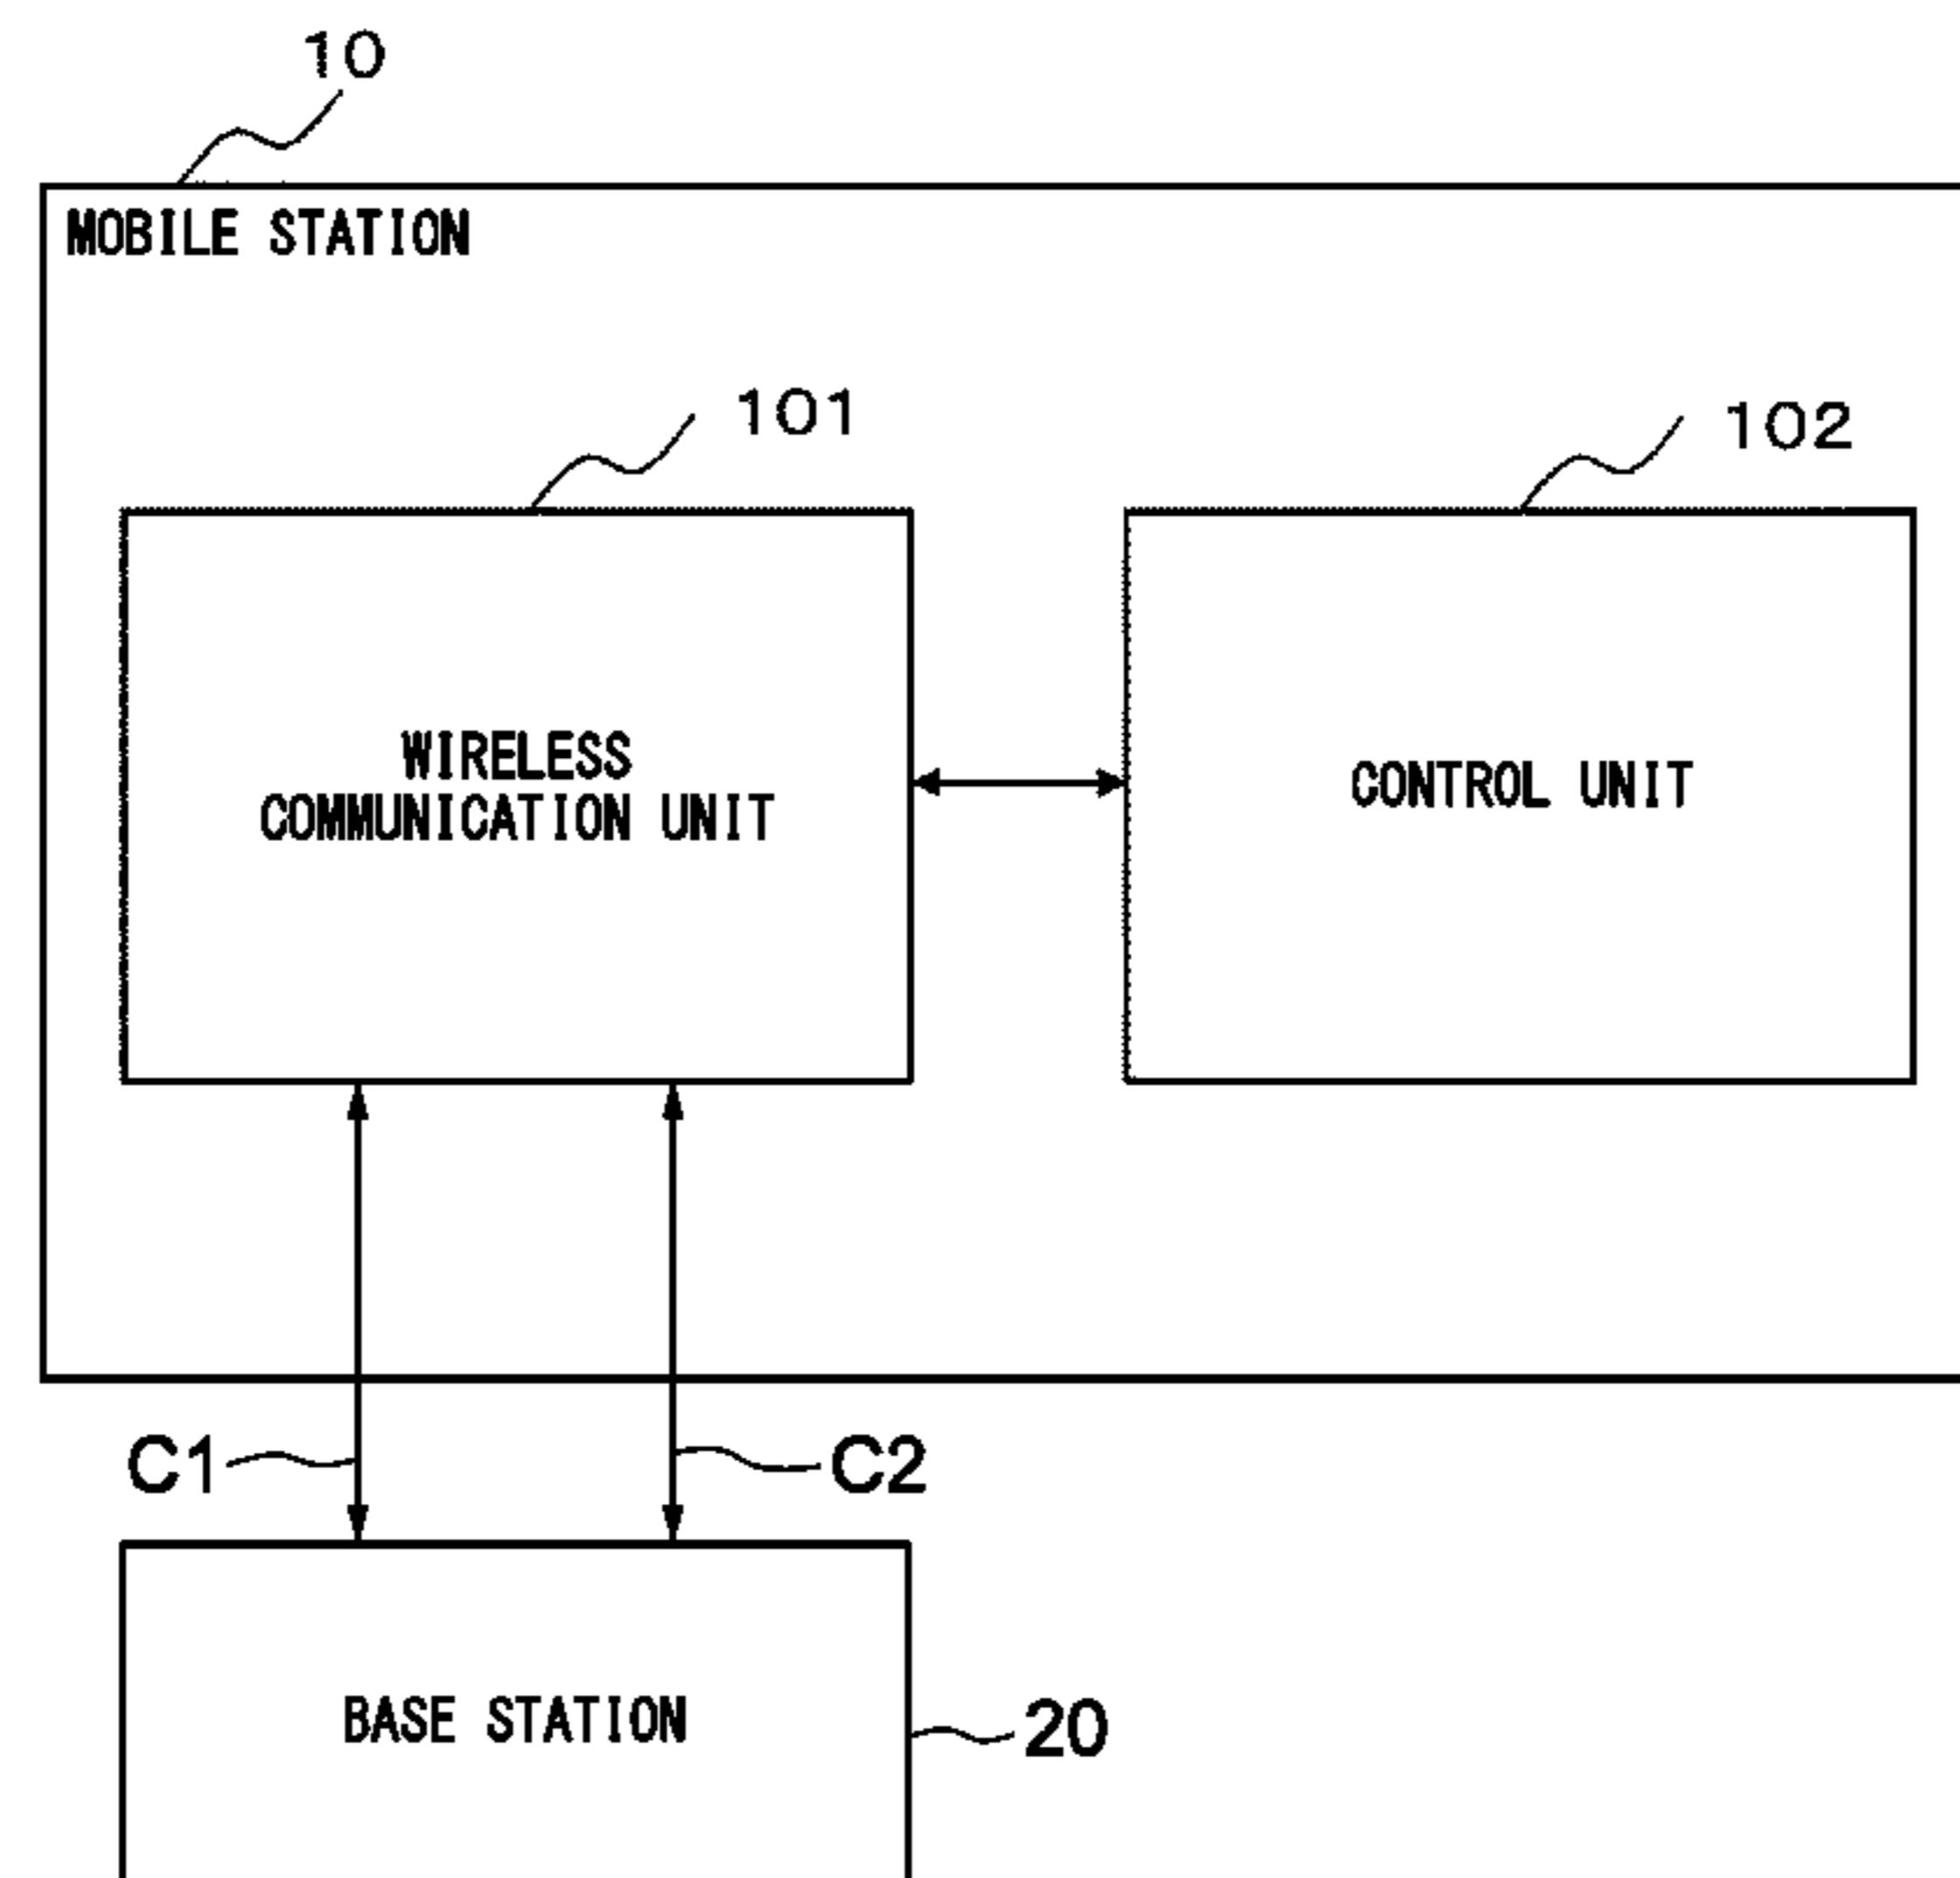 10
MOBILE STATION
101
102
WIRELESS
COMMUNICATION UNIT
CONTROL UNIT
C1
C2
BASE STATION
20